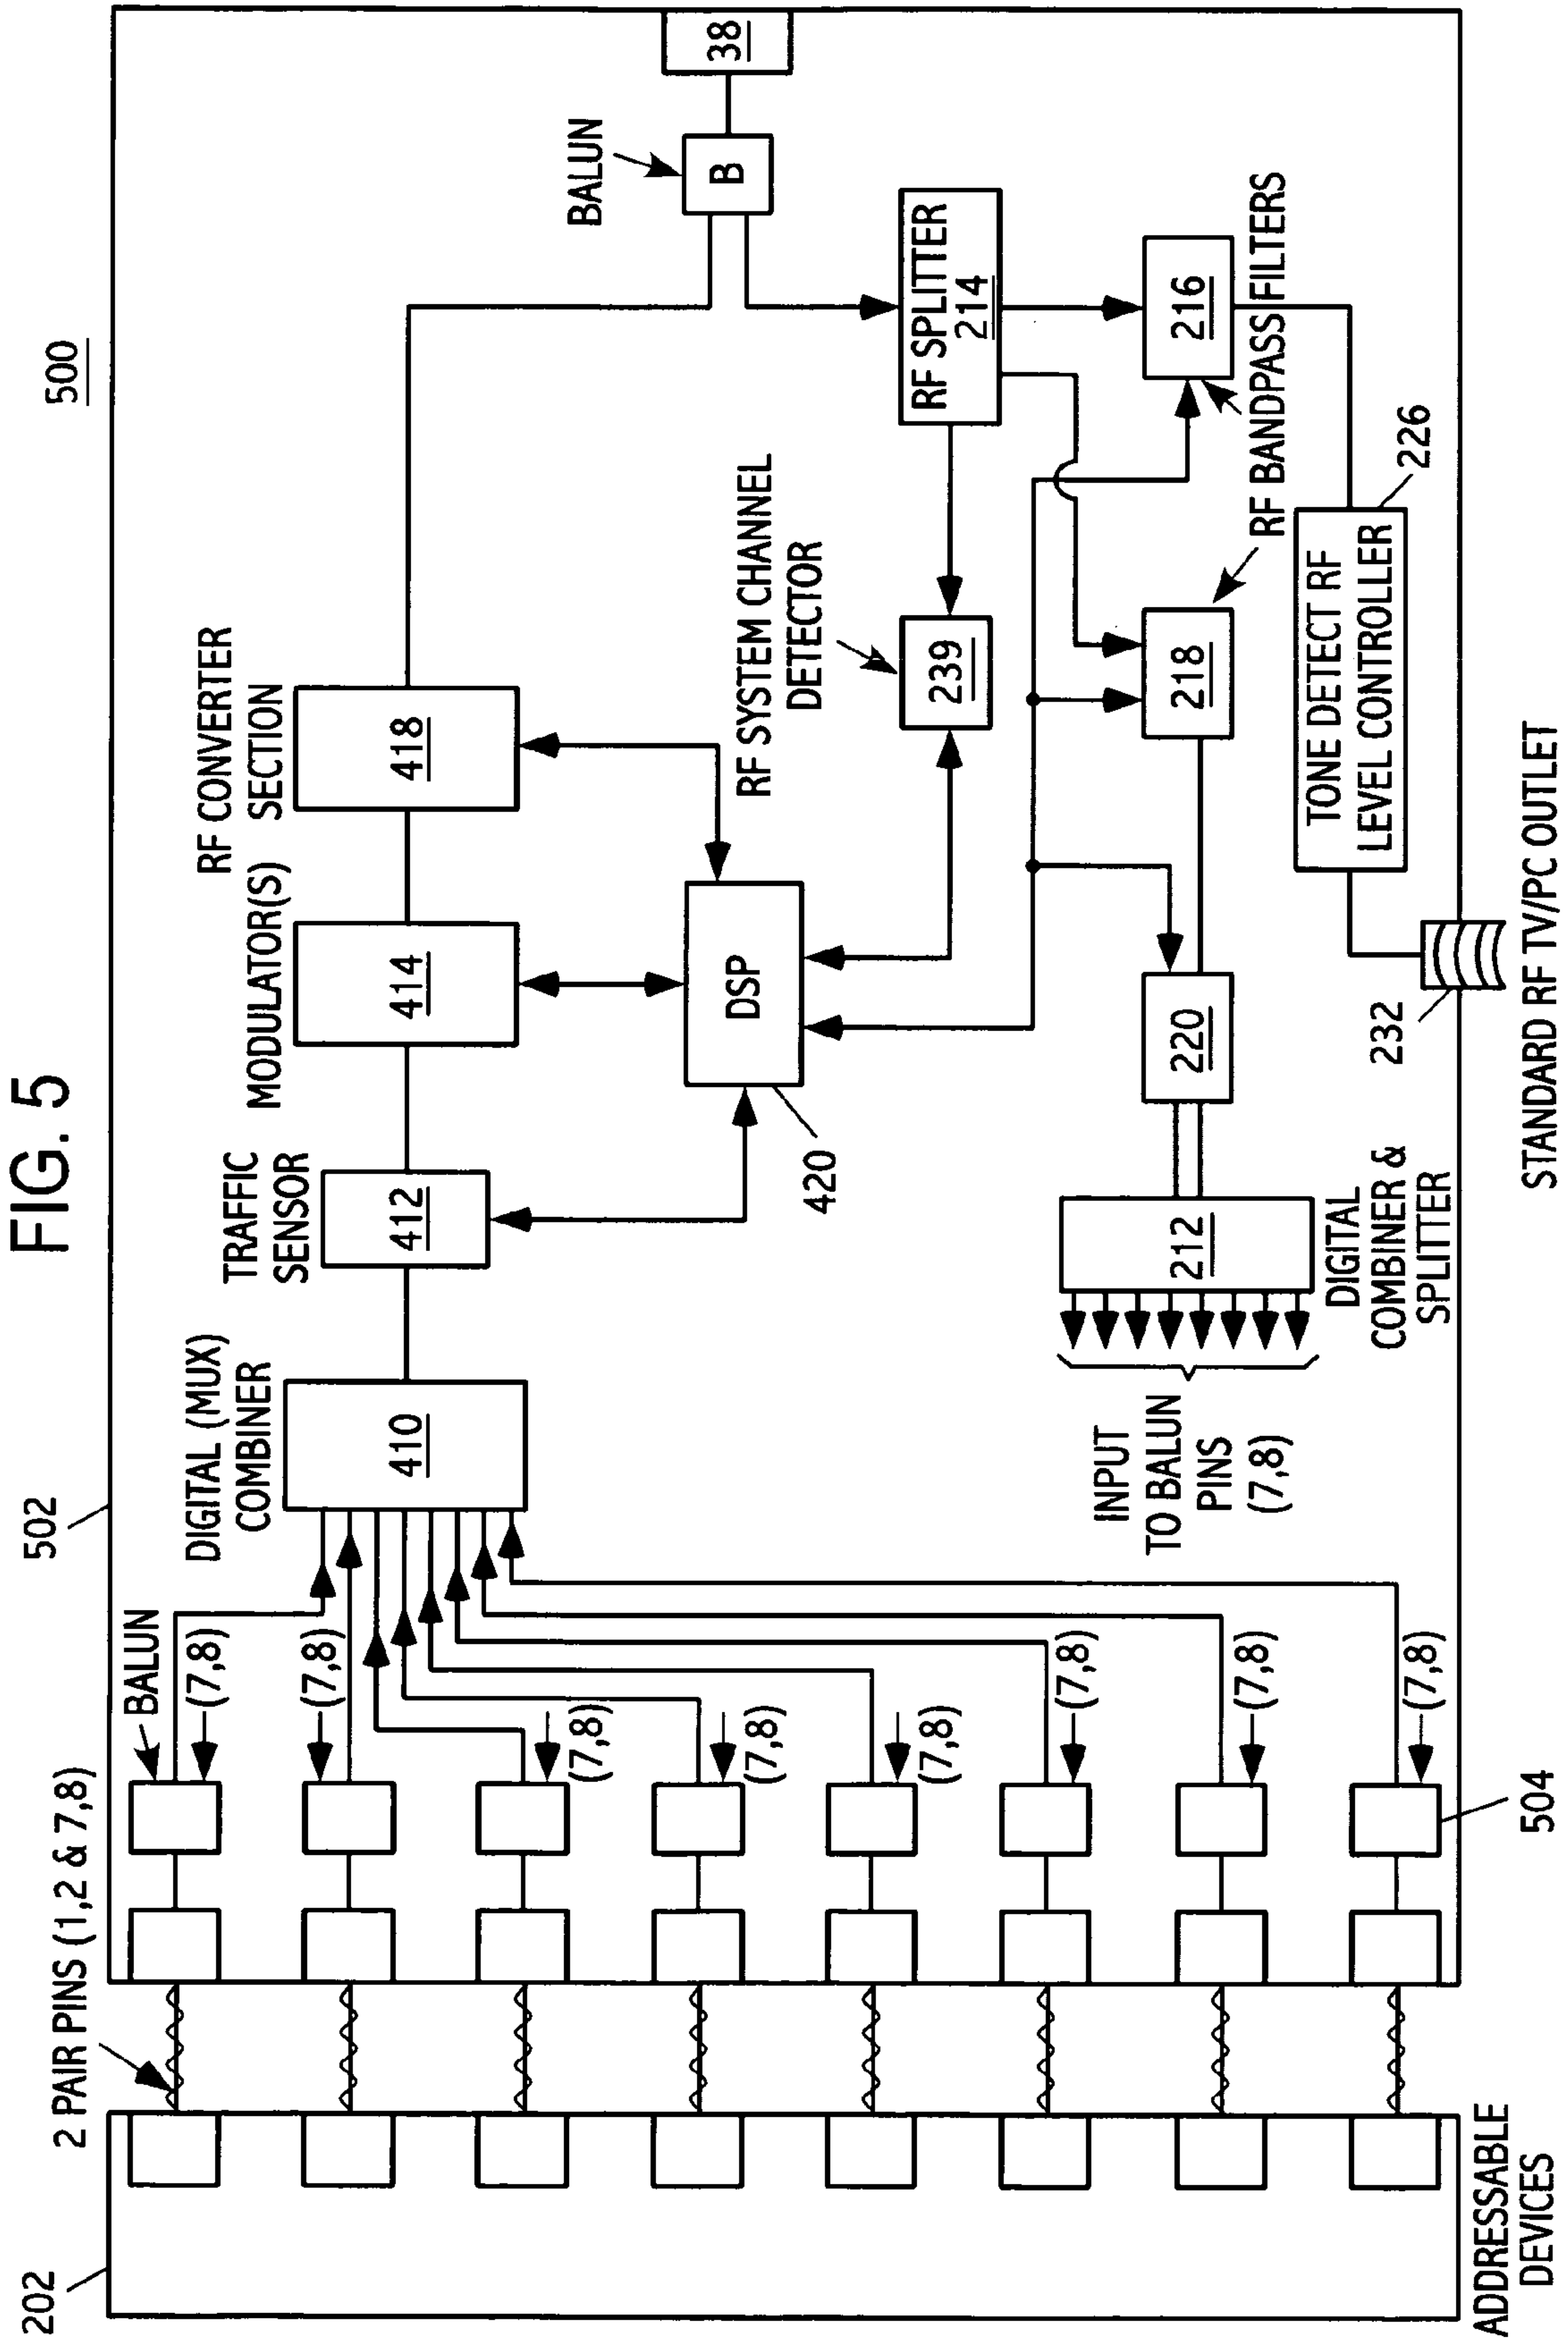 FIG. 5
500
502
202
2 PAIR PINS (1,2 & 7,8)
BALUN
(7,8)
(7,8)
(7,8)
(7,8)
(7,8)
(7,8)
(7,8)
(7,8)
504
ADDRESSABLE
DEVICES
DIGITAL (MUX)
COMBINER
410
TRAFFIC
SENSOR
412
MODULATOR(S)
414
RF CONVERTER
SECTION
418
BALUN
B
38
DSP
420
RF SYSTEM CHANNEL
DETECTOR
239
RF SPLITTER
214
216
218
RF BANDPASS FILTERS
220
212
DIGITAL
COMBINER &
SPLITTER
INPUT
TO BALUN
PINS
(7,8)
TONE DETECT RF
LEVEL CONTROLLER
226
232
STANDARD RF TV/PC OUTLET